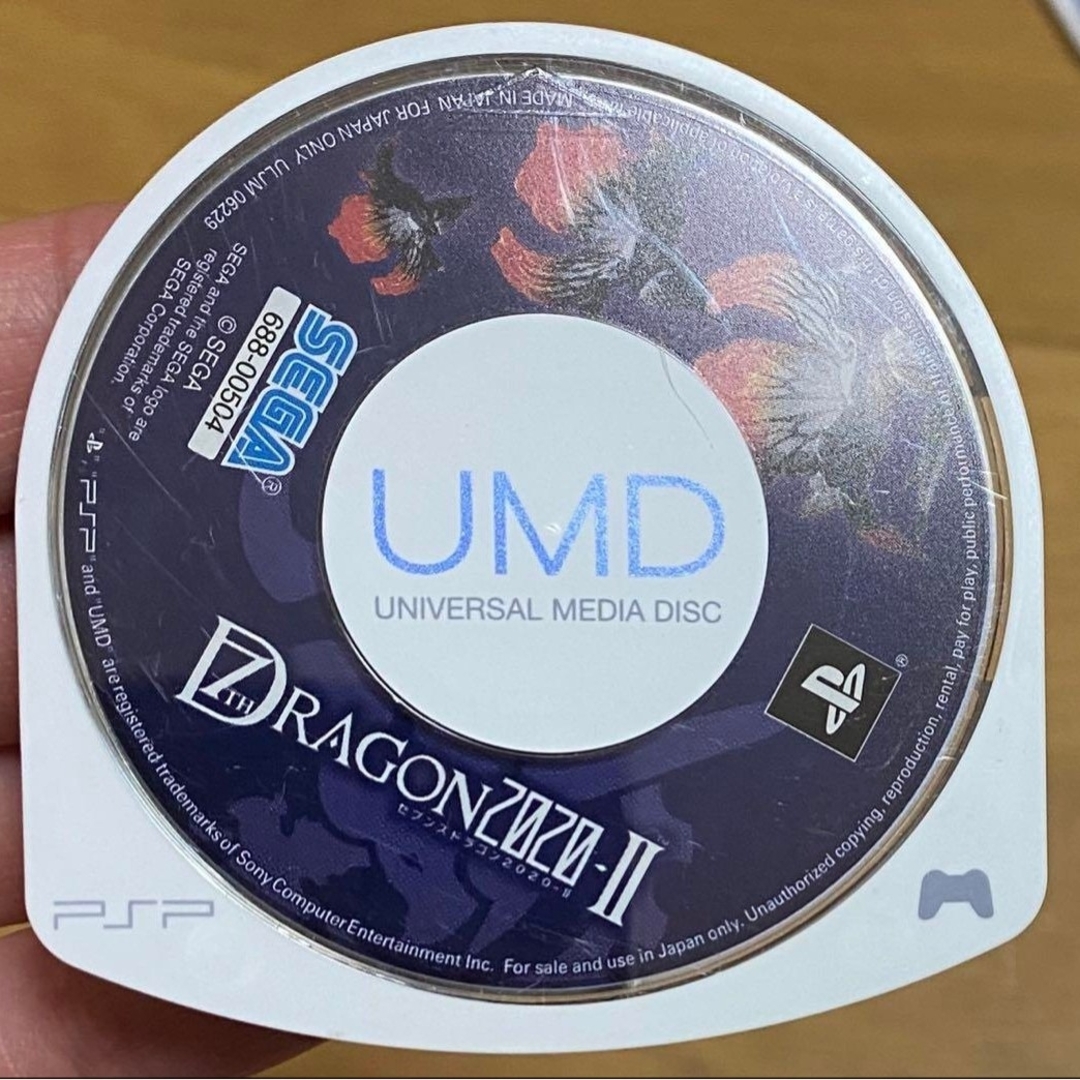 MADE IN JAPAN FOR JAPAN ONLY ULJM 06229
SEGA and the SEGA logo are
registered trademarks of
SEGA Corporation.
© SEGA
688-00504
SEGA®
UMD
UNIVERSAL MEDIA DISC
7TH DRAGON 2020-II
セブンスドラゴン2020-II
®
PSP
"PSP" and "UMD" are registered trademarks of Sony Computer Entertainment Inc. For sale and use in Japan only. Unauthorized copying, reproduction, rental, pay for play, public performance